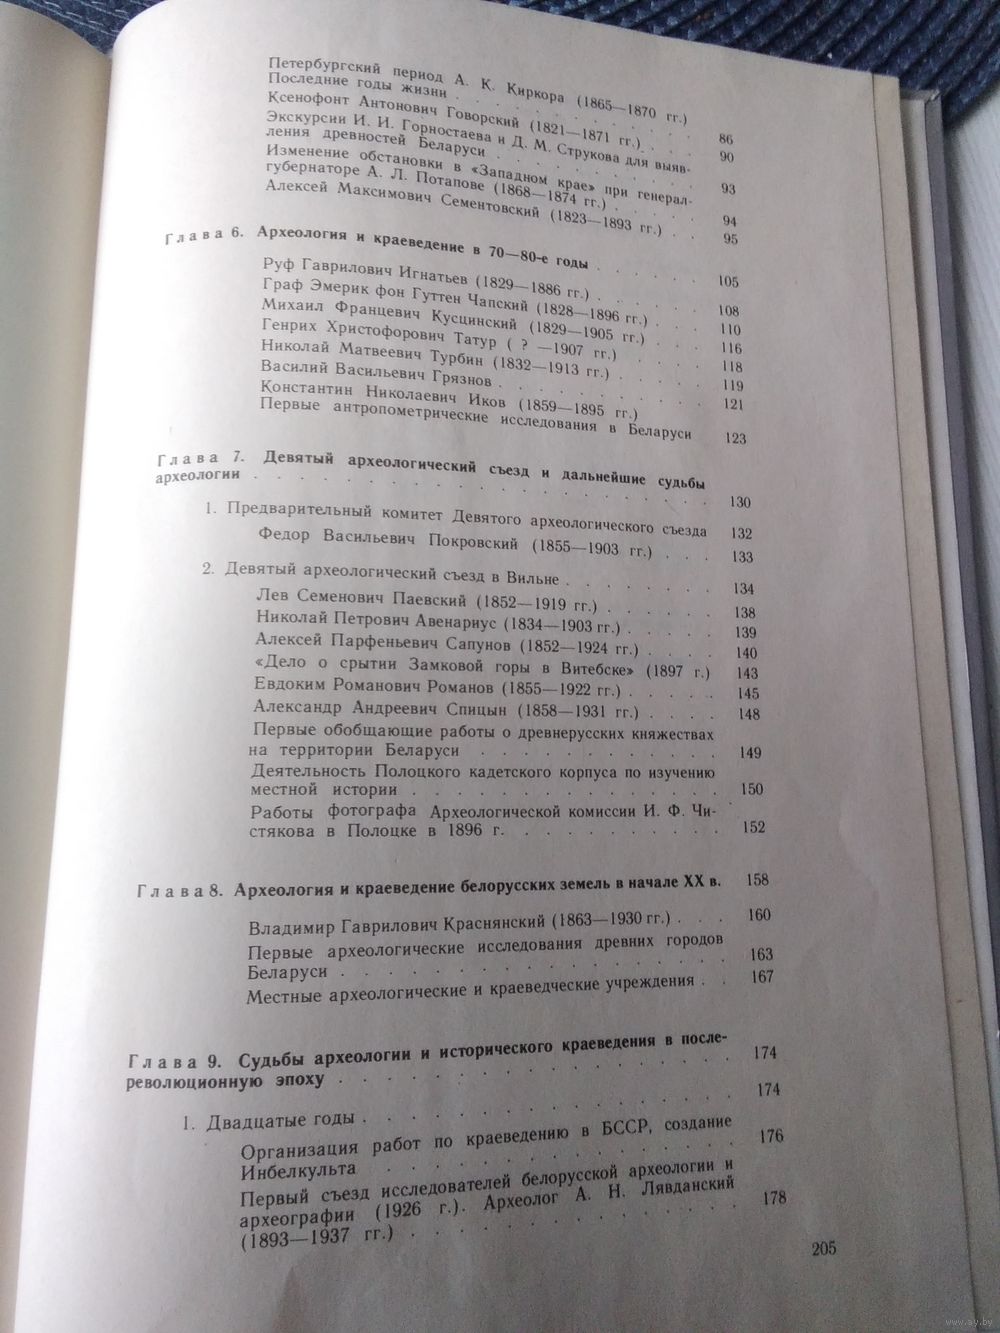 Петербургский период А. К. Киркора (1865—1870 гг.)
Последние годы жизни . . . . . . . . . . 86
Ксенофонт Антонович Говорский (1821—1871 гг.) . . . 90
Экскурсии И. И. Горностаева и Д. М. Струкова для выяв-
ления древностей Беларуси . . . . . . . . . 93
Изменение обстановки в «Западном крае» при генерал-
губернаторе А. Л. Потапове (1868—1874 гг.) . . . . . 94
Алексей Максимович Сементовский (1823—1893 гг.) . . 95
Глава 6. Археология и краеведение в 70—80-е годы . . . . . 105
Руф Гаврилович Игнатьев (1829—1886 гг.) . . . . . 108
Граф Эмерик фон Гуттен Чапский (1828—1896 гг.) . . . 110
Михаил Францевич Кусцинский (1829—1905 гг.) . . . 116
Генрих Христофорович Татур ( ? —1907 гг.) . . . . 118
Николай Матвеевич Турбин (1832—1913 гг.) . . . . . 119
Василий Васильевич Грязнов . . . . . . . . . 121
Константин Николаевич Иков (1859—1895 гг.)
Первые антропометрические исследования в Беларуси 123
Глава 7. Девятый археологический съезд и дальнейшие судьбы
археологии . . . . . . . . . . . . . . . . 130
1. Предварительный комитет Девятого археологического съезда 132
Федор Васильевич Покровский (1855—1903 гг.) . . . 133
2. Девятый археологический съезд в Вильне . . . . . . . 134
Лев Семенович Паевский (1852—1919 гг.) . . . . . . 138
Николай Петрович Авенариус (1834—1903 гг.) . . . . . 139
Алексей Парфеньевич Сапунов (1852—1924 гг.) . . . . 140
«Дело о срытии Замковой горы в Витебске» (1897 г.) 143
Евдоким Романович Романов (1855—1922 гг.) . . . . . 145
Александр Андреевич Спицын (1858—1931 гг.) . . . . 148
Первые обобщающие работы о древнерусских княжествах
на территории Беларуси . . . . . . . . . . . 149
Деятельность Полоцкого кадетского корпуса по изучению
местной истории . . . . . . . . . . . . . . 150
Работы фотографа Археологической комиссии И. Ф. Чи-
стякова в Полоцке в 1896 г. . . . . . . . . . . 152
Глава 8. Археология и краеведение белорусских земель в начале XX в. 158
Владимир Гаврилович Краснянский (1863—1930 гг.) . . . 160
Первые археологические исследования древних городов
Беларуси . . . . . . . . . . . . . . . . . 163
Местные археологические и краеведческие учреждения . . 167
Глава 9. Судьбы археологии и исторического краеведения в после-
революционную эпоху . . . . . . . . . . . . . . 174
1. Двадцатые годы . . . . . . . . . . . . . . . . 174
Организация работ по краеведению в БССР, создание
Инбелкульта . . . . . . . . . . . . . . . 176
Первый съезд исследователей белорусской археологии и
археографии (1926 г.). Археолог А. Н. Лявданский
(1893—1937 гг.) . . . . . . . . . . . . . . 178
205
www.ay.by